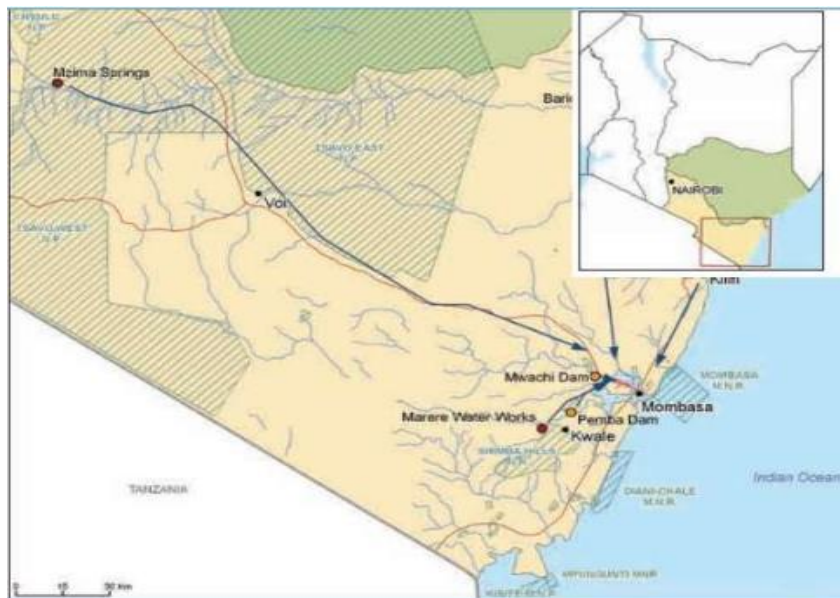 N.P.
Mzima Springs
Baric
TSAVO EAST
N.P.
NAIROBI
Voi
TSAVO WEST
N.P.
Kilifi
Mwachi Dam
MOMBASA
M.N.R.
Mombasa
Marere Water Works
Pemba Dam
Kwale
SHIMBA HILLS
TANZANIA
Indian Ocean
DIANI-CHALE
M.N.R.
0 15 30 km
MPUNGUTI MNR